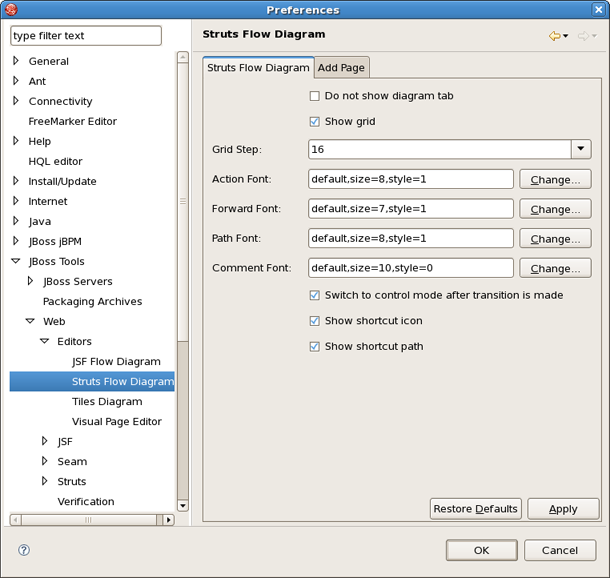 Preferences
type filter text
General
Ant
Connectivity
FreeMarker Editor
Help
HQL editor
Install/Update
Internet
Java
JBoss jBPM
JBoss Tools
JBoss Servers
Packaging Archives
Web
Editors
JSF Flow Diagram
Struts Flow Diagram
Tiles Diagram
Visual Page Editor
JSF
Seam
Struts
Verification
Struts Flow Diagram
Struts Flow Diagram Add Page
Do not show diagram tab
Show grid
Grid Step: 16
Action Font: default,size=8,style=1 Change...
Forward Font: default,size=7,style=1 Change...
Path Font: default,size=8,style=1 Change...
Comment Font: default,size=10,style=0 Change...
Switch to control mode after transition is made
Show shortcut icon
Show shortcut path
Restore Defaults Apply
? OK Cancel